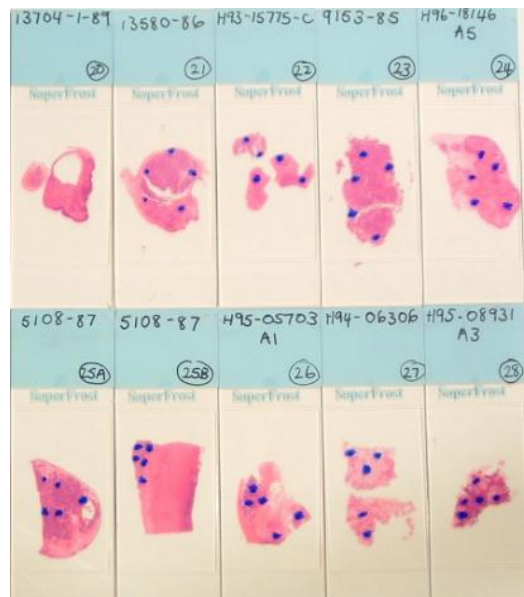 13704-1-89
20
SuperFrost
13580-86
21
SuperFrost
H93-15775-C
22
SuperFrost
9153-85
23
SuperFrost
H96-18146
A5
24
SuperFrost
5108-87
25A
SuperFrost
5108-87
25B
SuperFrost
H95-05703
A1
26
SuperFrost
H94-06306
27
SuperFrost
H95-08931
A3
28
SuperFrost